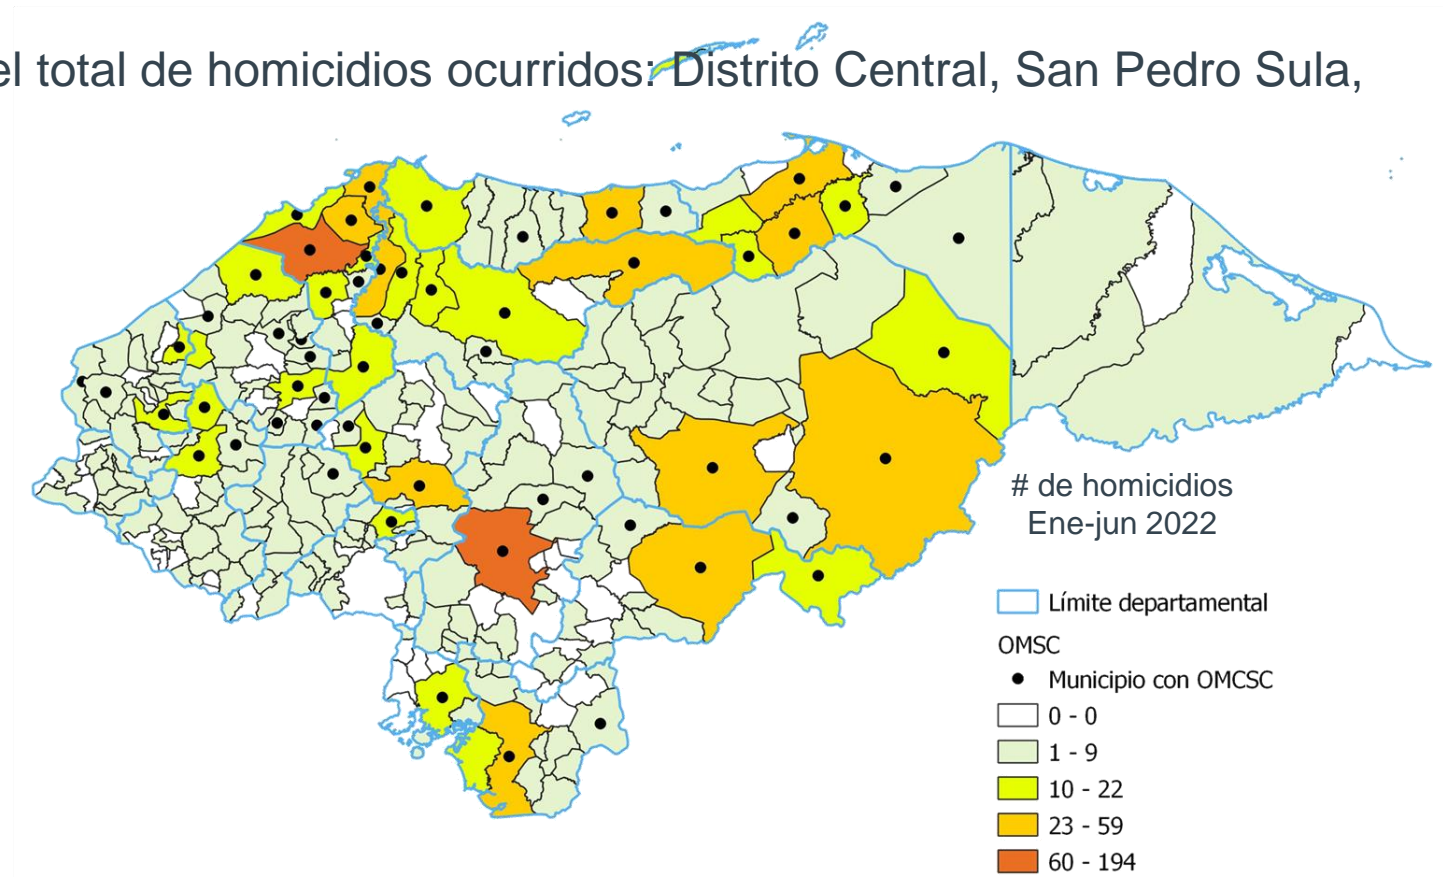 el total de homicidios ocurridos: Distrito Central, San Pedro Sula,
# de homicidios
Ene-jun 2022
Límite departamental
OMSC
Municipio con OMCSC
0 - 0
1 - 9
10 - 22
23 - 59
60 - 194